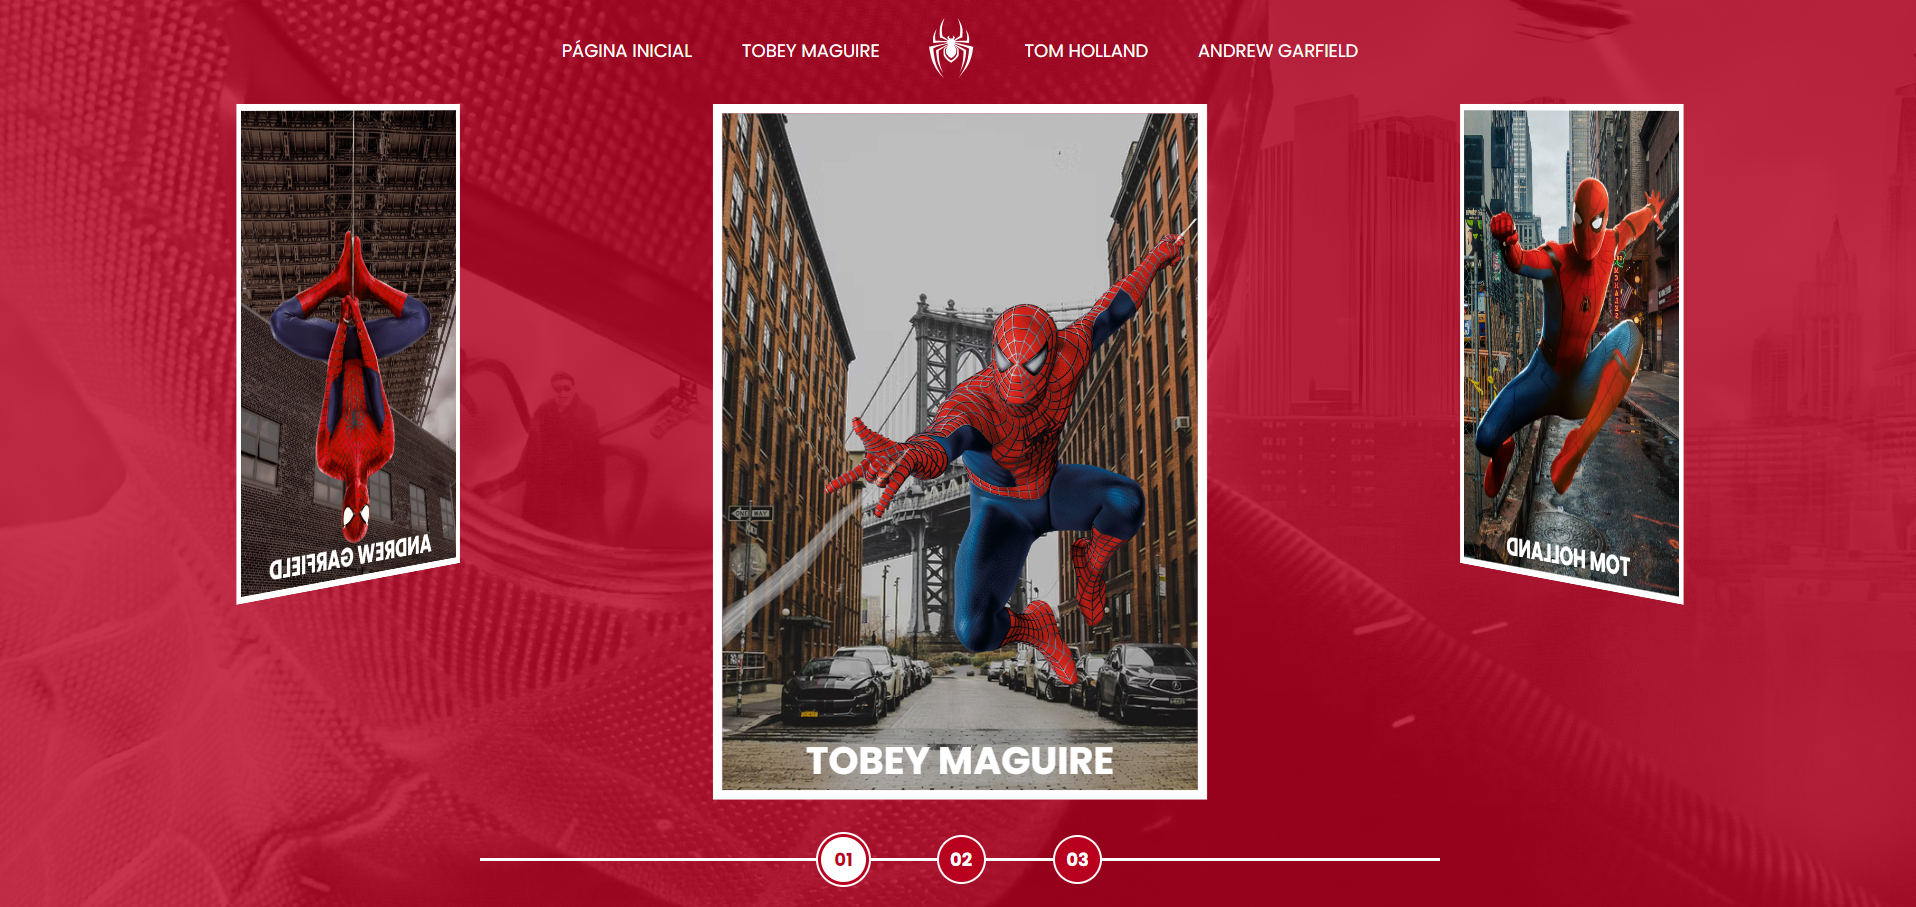 PÁGINA INICIAL
TOBEY MAGUIRE
TOM HOLLAND
ANDREW GARFIELD
ANDREW GARFIELD
ONE WAY
TOBEY MAGUIRE
TOM HOLLAND
01
02
03